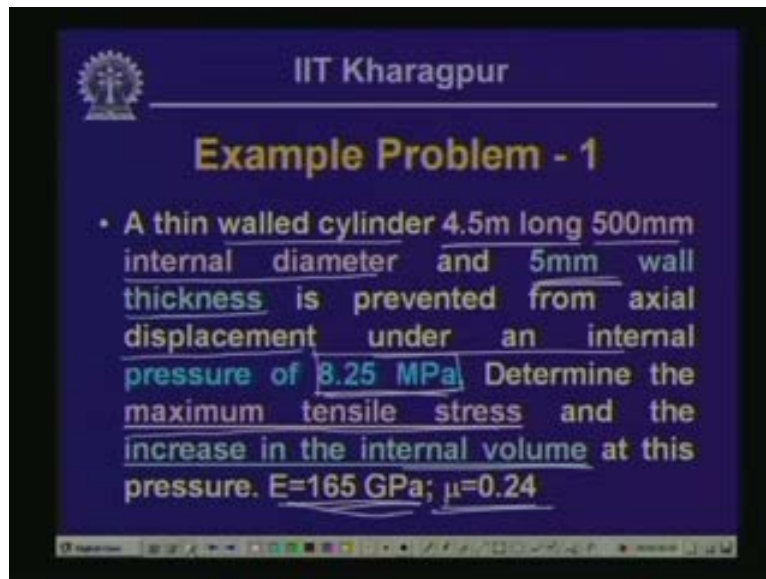 IIT Kharagpur
Example Problem - 1
• A thin walled cylinder 4.5m long 500mm
internal diameter and 5mm wall
thickness is prevented from axial
displacement under an internal
pressure of 8.25 MPa. Determine the
maximum tensile stress and the
increase in the internal volume at this
pressure. E=165 GPa; μ=0.24